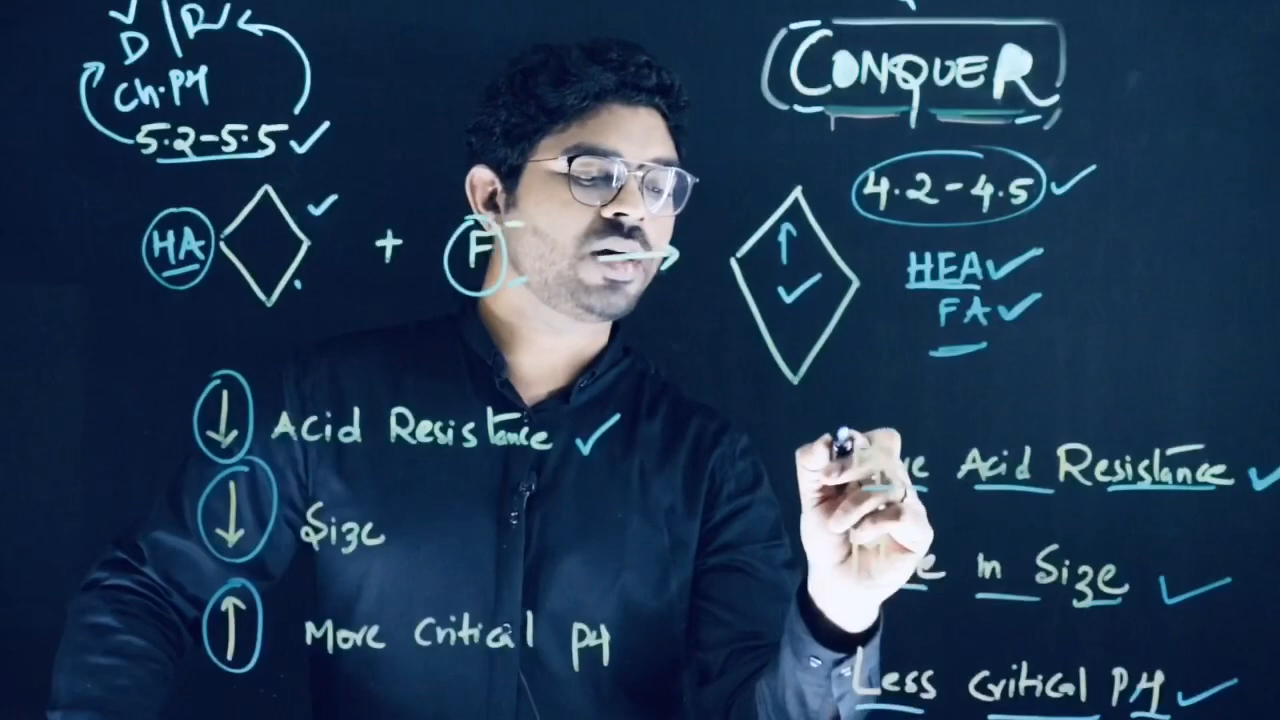 D/R
Ch.PH
5.2-5.5
HA
+
F-
CONQUER
4.2-4.5
HEA
FA
↓ Acid Resistance
↓ Size
↑ More Critical pH
Acid Resistance
in Size
Less critical PH